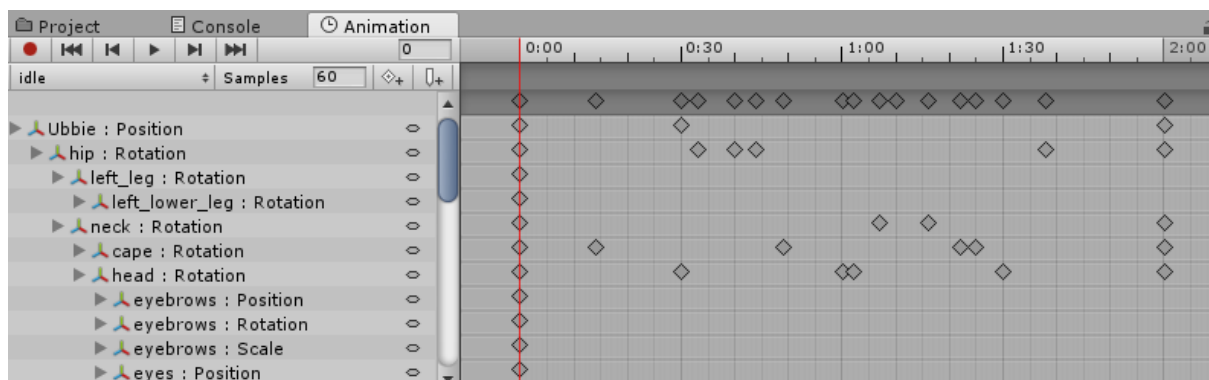 Project Console Animation
0 0:00 0:30 1:00 1:30 2:00
idle Samples 60
Ubbie : Position
hip : Rotation
left_leg : Rotation
left_lower_leg : Rotation
neck : Rotation
cape : Rotation
head : Rotation
eyebrows : Position
eyebrows : Rotation
eyebrows : Scale
eyes : Position